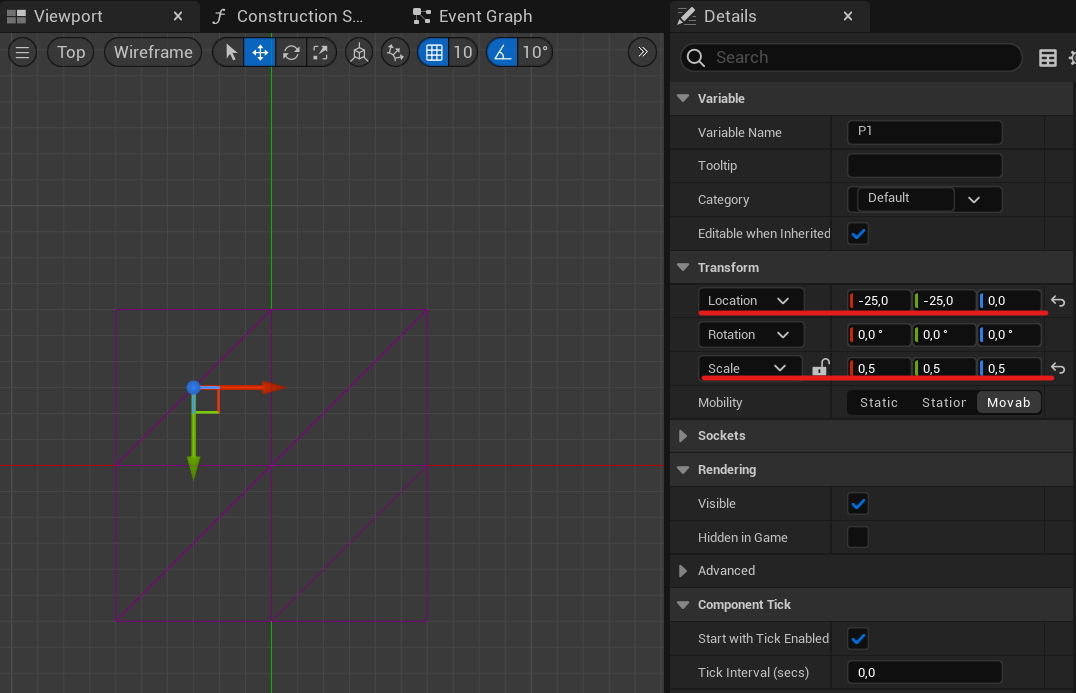 Viewport
Construction S...
Event Graph
Details
Top
Wireframe
10
10°
Search
Variable
Variable Name
P1
Tooltip
Category
Default
Editable when Inherited
Transform
Location
-25,0
-25,0
0,0
Rotation
0,0 °
0,0 °
0,0 °
Scale
0,5
0,5
0,5
Mobility
Static
Statior
Movab
Sockets
Rendering
Visible
Hidden in Game
Advanced
Component Tick
Start with Tick Enabled
Tick Interval (secs)
0,0